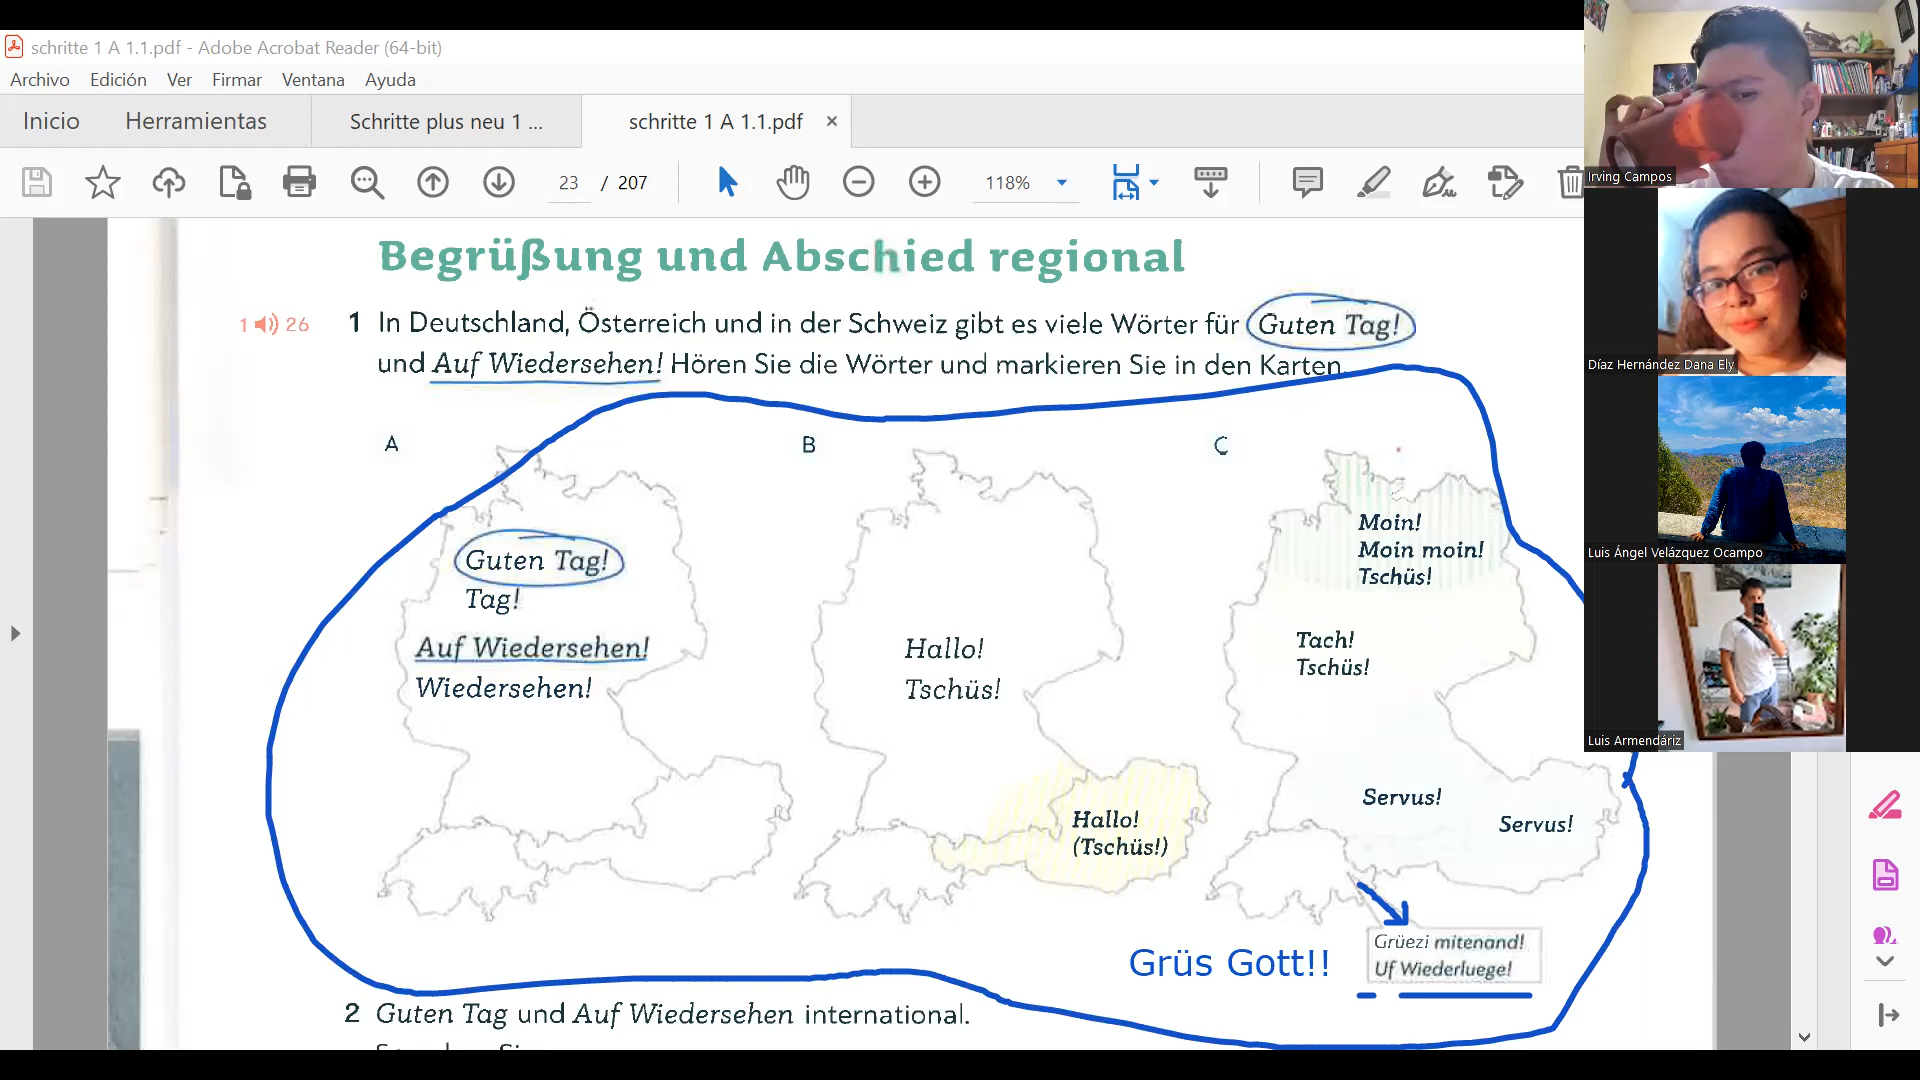 schritte 1 A 1.1.pdf - Adobe Acrobat Reader (64-bit)
Archivo Edición Ver Firmar Ventana Ayuda
Inicio Herramientas Schritte plus neu 1 ... schritte 1 A 1.1.pdf ×
23 / 207 118%
Irving Campos
Díaz Hernández Dana Ely
Luis Ángel Velázquez Ocampo
Luis Armendáriz
Begrüßung und Abschied regional
1 26 1 In Deutschland, Österreich und in der Schweiz gibt es viele Wörter für Guten Tag!
und Auf Wiedersehen! Hören Sie die Wörter und markieren Sie in den Karten.
A
Guten Tag!
Tag!
Auf Wiedersehen!
Wiedersehen!
B
Hallo!
Tschüs!
Hallo!
(Tschüs!)
C
Moin!
Moin moin!
Tschüs!
Tach!
Tschüs!
Servus!
Servus!
Grüezi mitenand!
Uf Wiederluege!
Grüs Gott!!
2 Guten Tag und Auf Wiedersehen international.